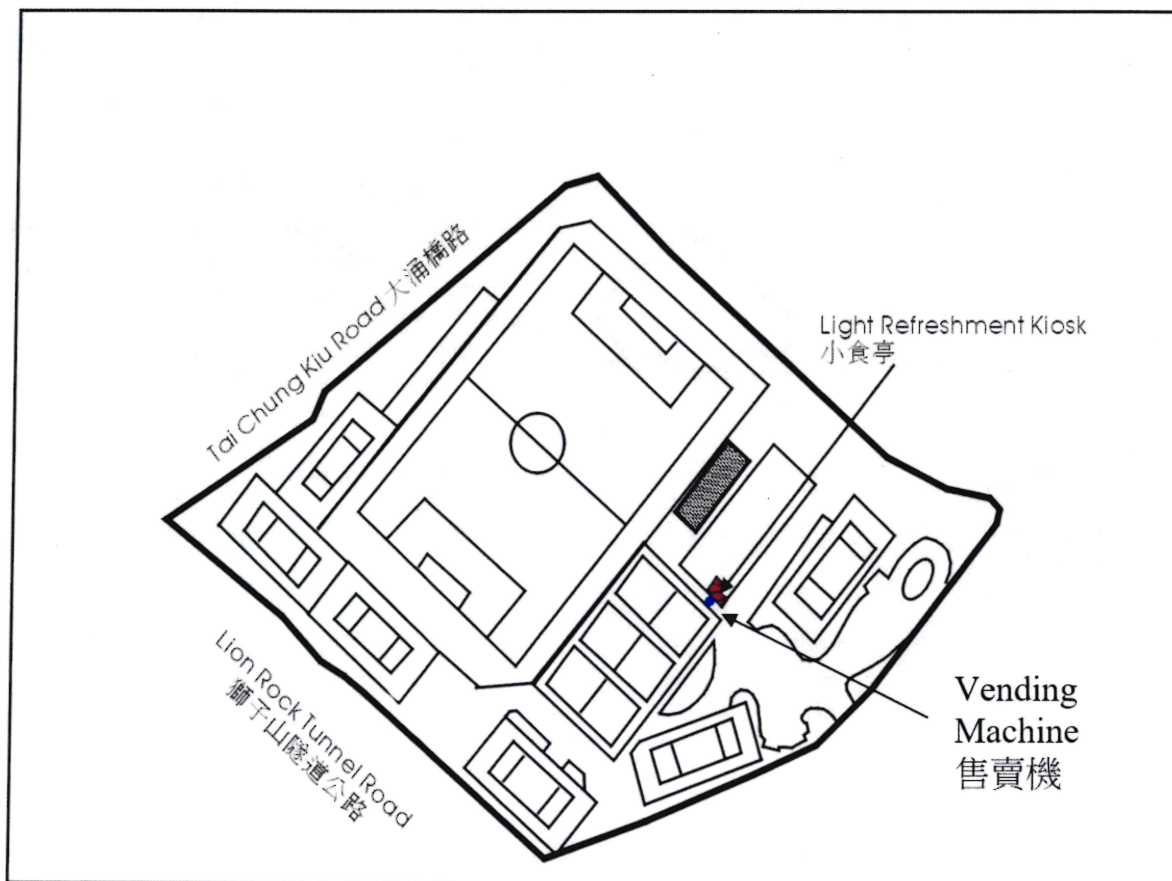 Tai Chung Kiu Road 大涌橋路
Light Refreshment Kiosk
小食亭
Lion Rock Tunnel Road
獅子山隧道公路
Vending
Machine
售賣機